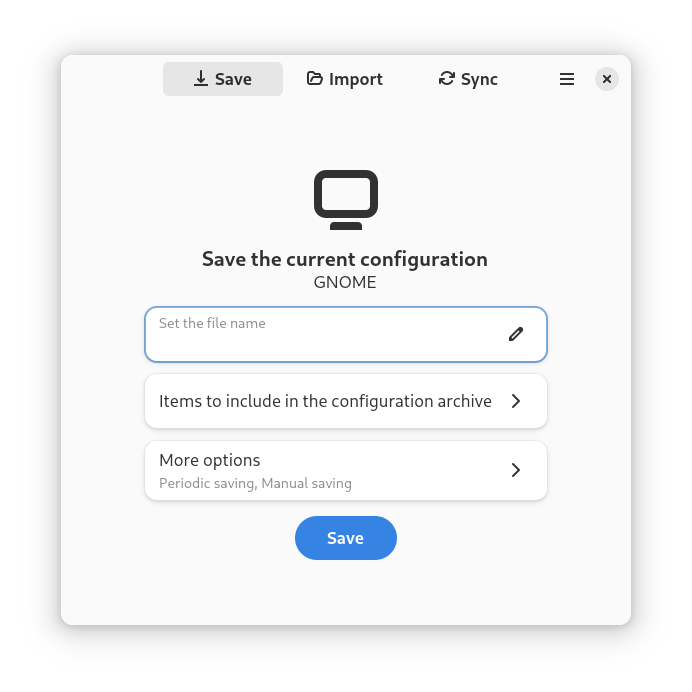 Save
Import
Sync
Save the current configuration
GNOME
Set the file name
Items to include in the configuration archive
More options
Periodic saving, Manual saving
Save